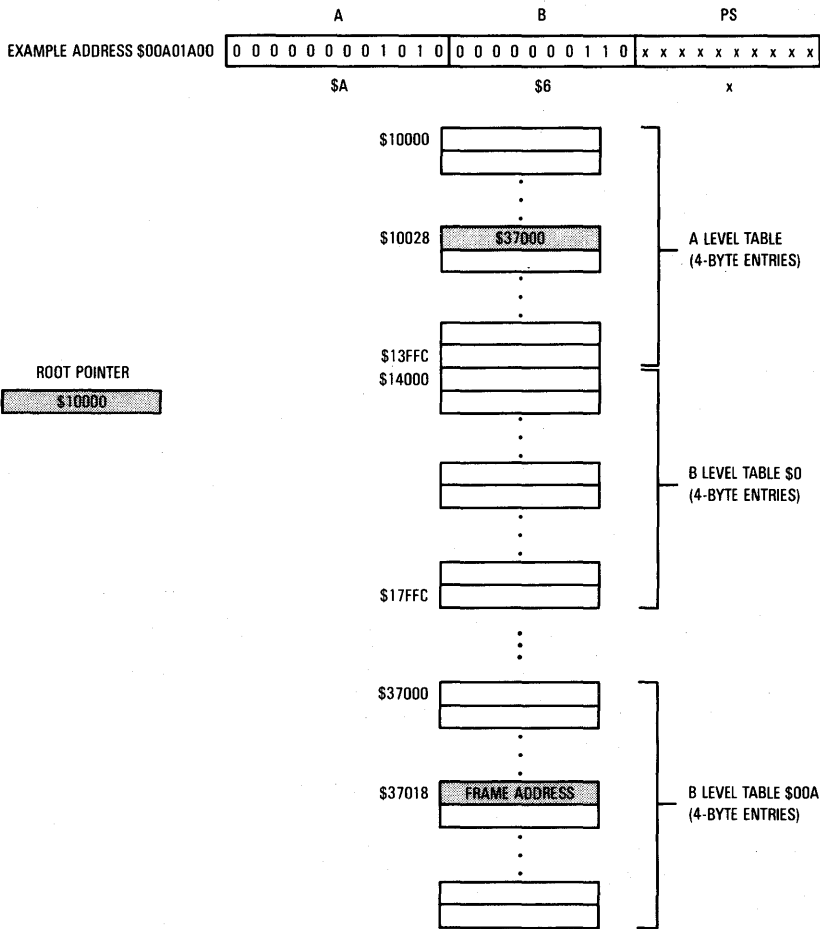 A B PS
EXAMPLE ADDRESS $00A01A00 0 0 0 0 0 0 0 0 1 0 1 0 0 0 0 0 0 0 0 1 1 0 x x x x x x x x x x
$A $6 x
$10000
$10028 $37000
A LEVEL TABLE
(4-BYTE ENTRIES)
$13FFC
ROOT POINTER
$10000
$14000
B LEVEL TABLE $0
(4-BYTE ENTRIES)
$17FFC
$37000
$37018 FRAME ADDRESS
B LEVEL TABLE $00A
(4-BYTE ENTRIES)